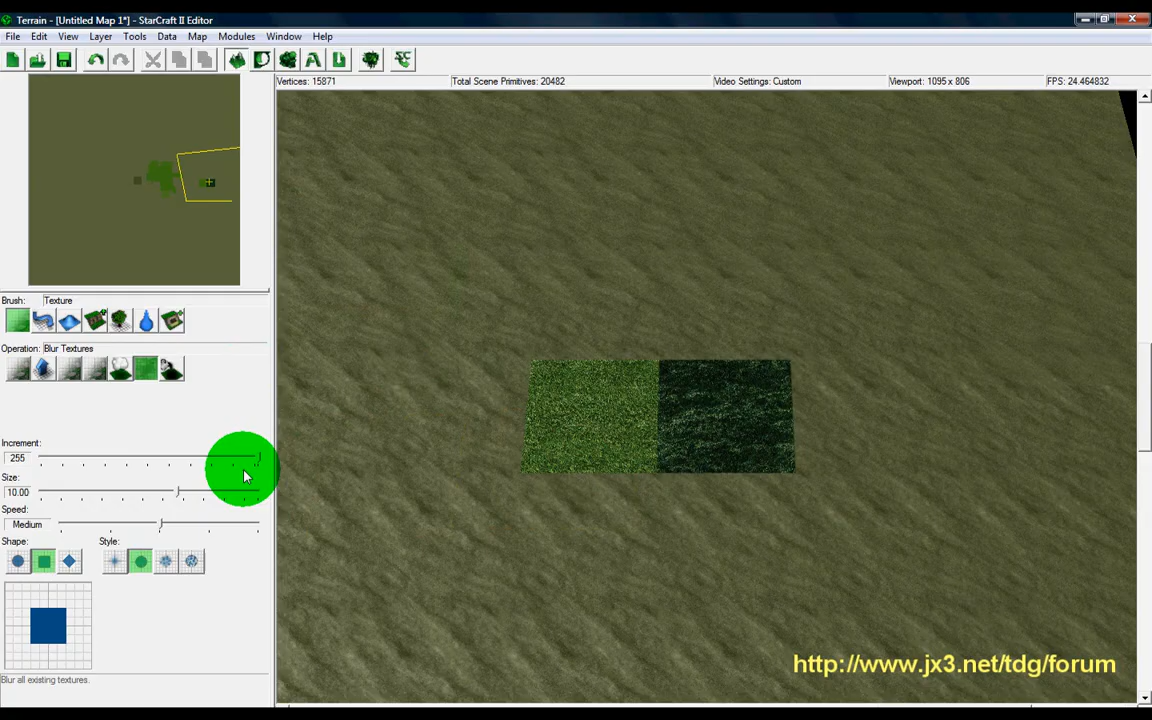 Terrain - [Untitled Map 1*] - StarCraft II Editor
File Edit View Layer Tools Data Map Modules Window Help
Vertices: 15871 Total Scene Primitives: 20482 Video Settings: Custom Viewport: 1095 x 806 FPS: 24.464832
Brush: Texture
Operation: Blur Textures
Increment:
255
Size:
10.00
Speed:
Medium
Shape: Style:
Blur all existing textures.
http://www.jx3.net/tdg/forum